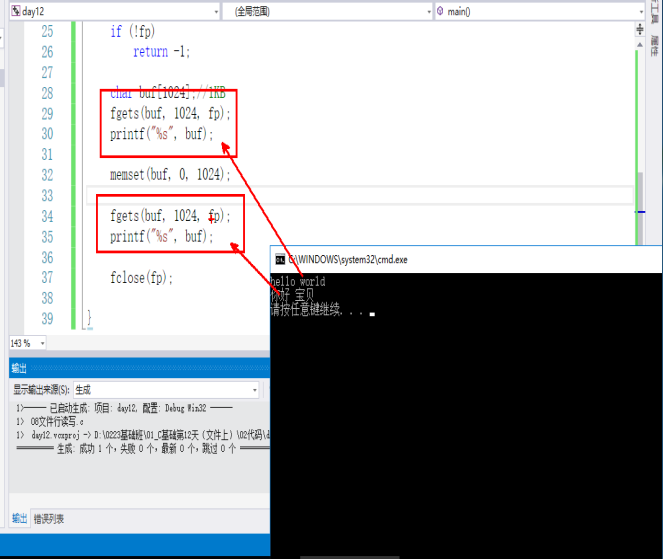 day12 (全局范围) main()
25 if (!fp)
26 return -1;
27
28 char buf[1024];//1KB
29 fgets(buf, 1024, fp);
30 printf("%s", buf);
31
32 memset(buf, 0, 1024);
33
34 fgets(buf, 1024, fp);
35 printf("%s", buf);
36
37 fclose(fp);
38
39 }
143 %
输出
显示输出来源(S): 生成
1>------ 已启动生成: 项目: day12, 配置: Debug Win32 ------
1> 06文件行读写.c
1> day12.vcxproj -> D:\0223基础班\01_C基础第12天（文件上）\02代码\d
========== 生成: 成功 1 个，失败 0 个，最新 0 个，跳过 0 个 ==========
输出 错误列表
C:\WINDOWS\system32\cmd.exe
hello world
你好 宝贝
请按任意键继续. . .
属性